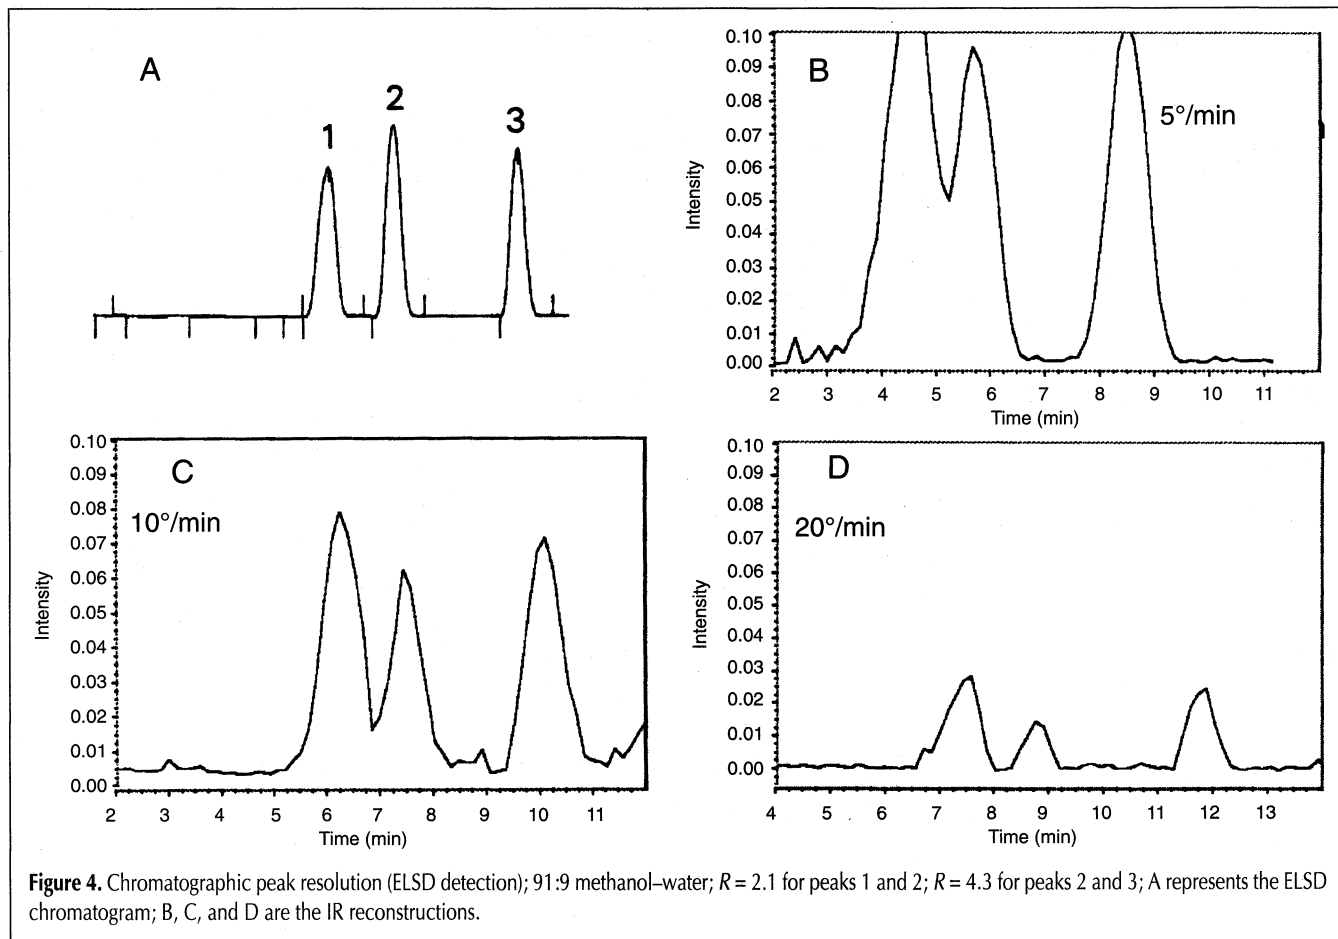 A
1
2
3
B
5°/min
Intensity
0.10
0.09
0.08
0.07
0.06
0.05
0.04
0.03
0.02
0.01
0.00
2 3 4 5 6 7 8 9 10 11
Time (min)
C
10°/min
Intensity
0.10
0.09
0.08
0.07
0.06
0.05
0.04
0.03
0.02
0.01
0.00
2 3 4 5 6 7 8 9 10 11
Time (min)
D
20°/min
Intensity
0.10
0.09
0.08
0.07
0.06
0.05
0.04
0.03
0.02
0.01
0.00
4 5 6 7 8 9 10 11 12 13
Time (min)
Figure 4. Chromatographic peak resolution (ELSD detection); 91:9 methanol–water; R = 2.1 for peaks 1 and 2; R = 4.3 for peaks 2 and 3; A represents the ELSD
chromatogram; B, C, and D are the IR reconstructions.